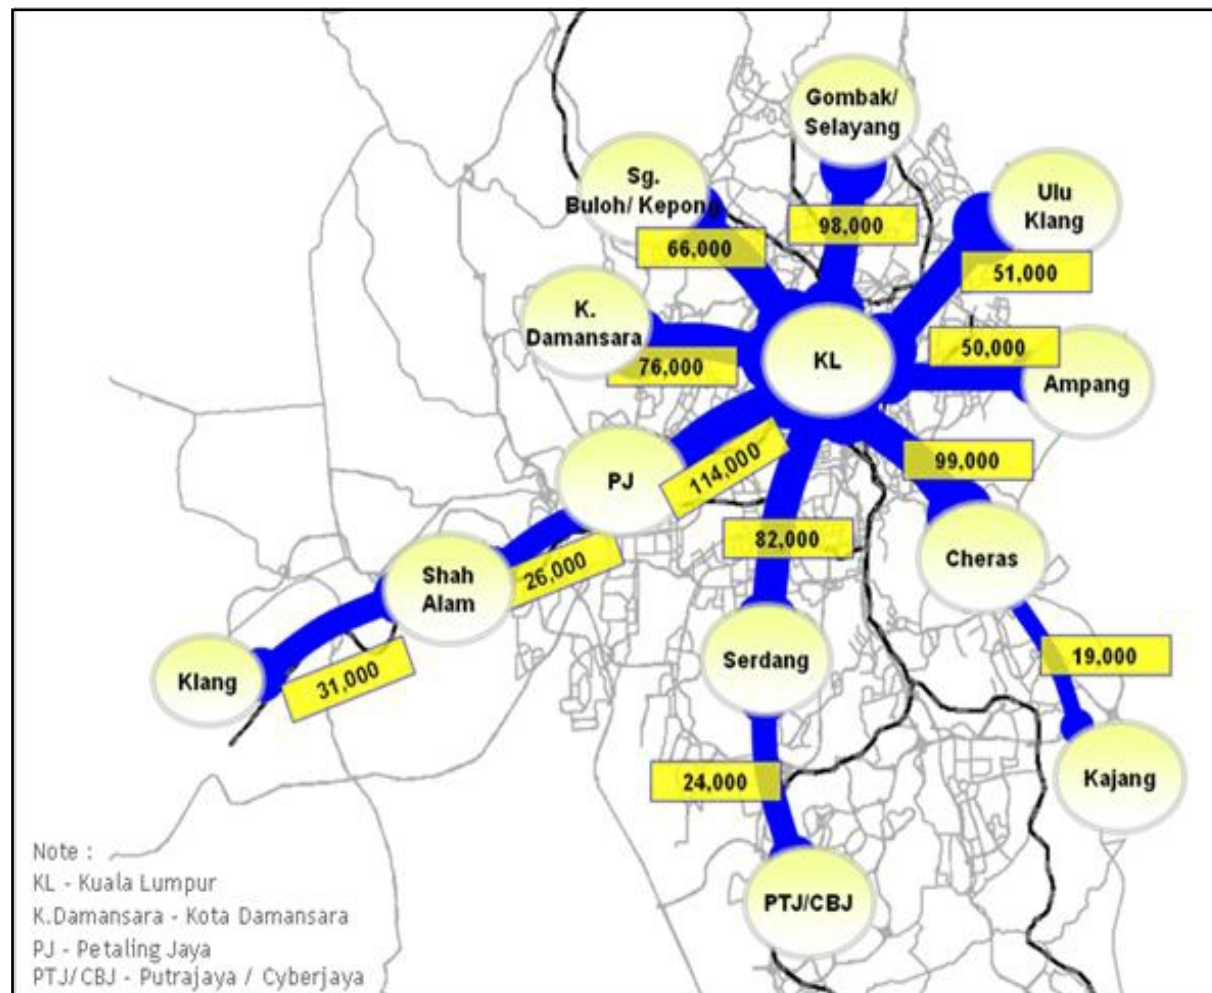 Gombak/
Selayang
Sg.
Buloh/ Kepong
Ulu
Klang
98,000
66,000
51,000
K.
Damansara
KL
50,000
76,000
Ampang
99,000
PJ
114,000
82,000
Cheras
Shah
Alam
26,000
Serdang
19,000
Klang
31,000
24,000
Kajang
PTJ/CBJ
Note :
KL - Kuala Lumpur
K.Damansara - Kota Damansara
PJ - Petaling Jaya
PTJ/CBJ - Putrajaya / Cyberjaya